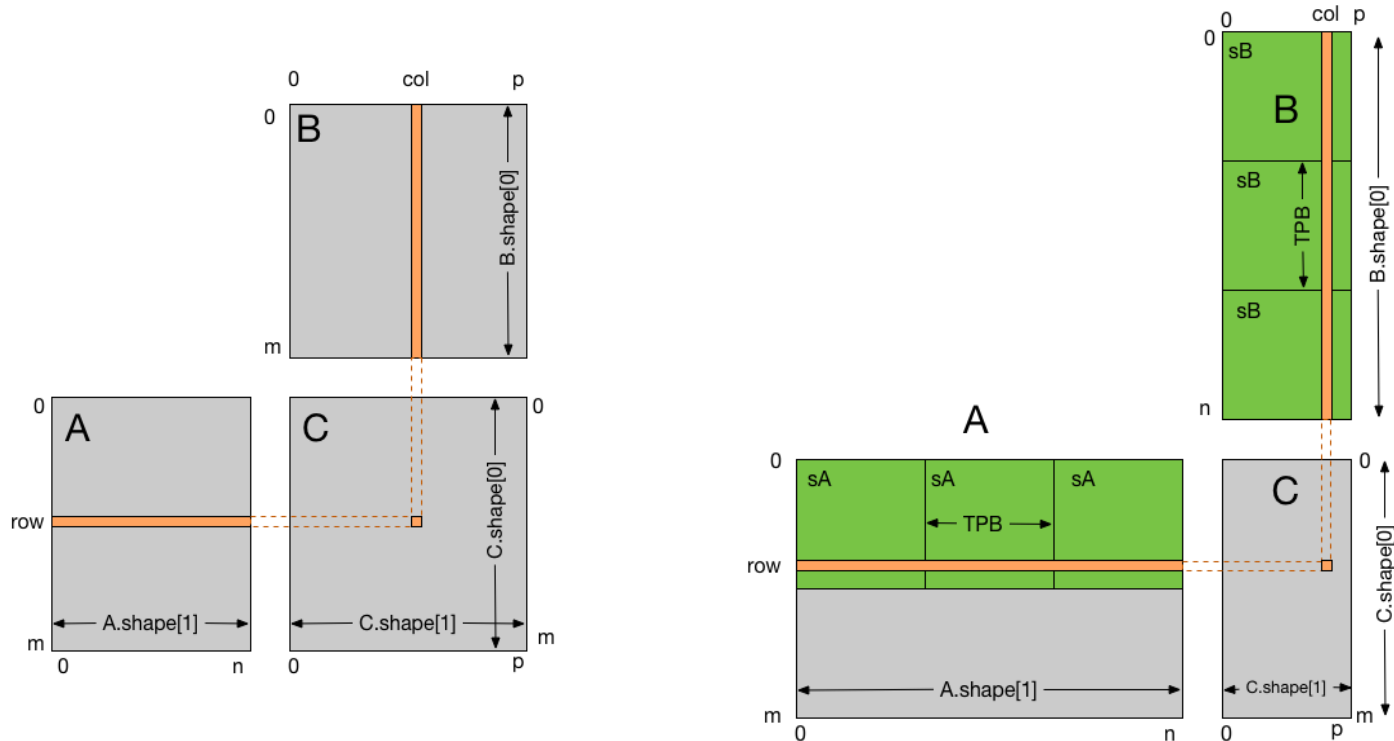 0 col p
0
B
B.shape[0]
m
0
A
row
A.shape[1]
m
0 n
C
0
C.shape[0]
C.shape[1]
m
0 p
0 col p
0
sB
B
sB
TPB
sB
B.shape[0]
n
A
0
sA sA sA
TPB
row
A.shape[1]
m
0 n
0
C
C.shape[0]
C.shape[1]
m
0 p